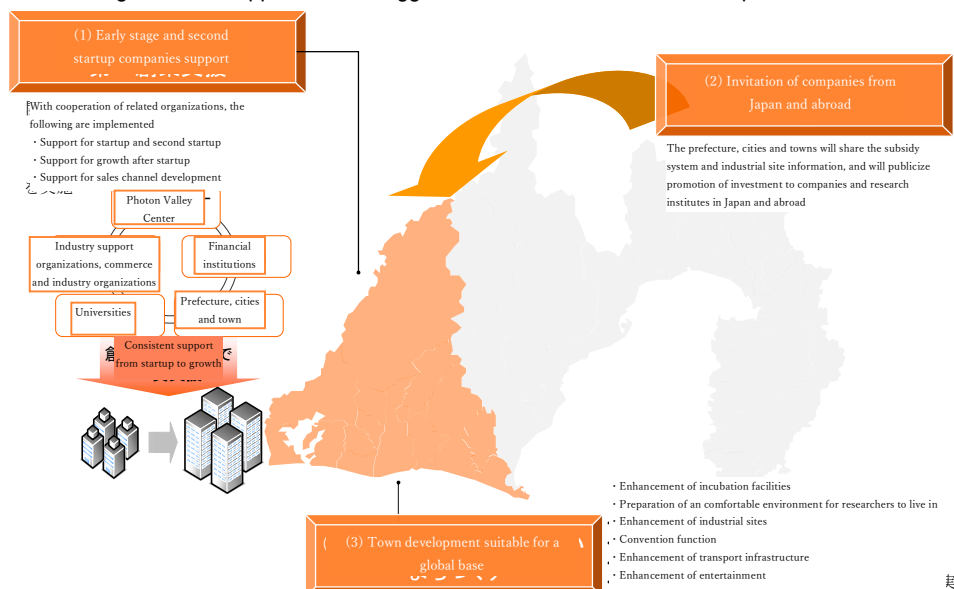 (1) Early stage and second
startup companies support
With cooperation of related organizations, the
following are implemented
・Support for startup and second startup
・Support for growth after startup
・Support for sales channel development
Photon Valley
Center
Industry support
organizations, commerce
and industry organizations
Financial
institutions
Universities
Prefecture, cities
and town
Consistent support
from startup to growth
(2) Invitation of companies from
Japan and abroad
The prefecture, cities and towns will share the subsidy
system and industrial site information, and will publicize
promotion of investment to companies and research
institutes in Japan and abroad
(3) Town development suitable for a
global base
・Enhancement of incubation facilities
・Preparation of an comfortable environment for researchers to live in
・Enhancement of industrial sites
・Convention function
・Enhancement of transport infrastructure
・Enhancement of entertainment